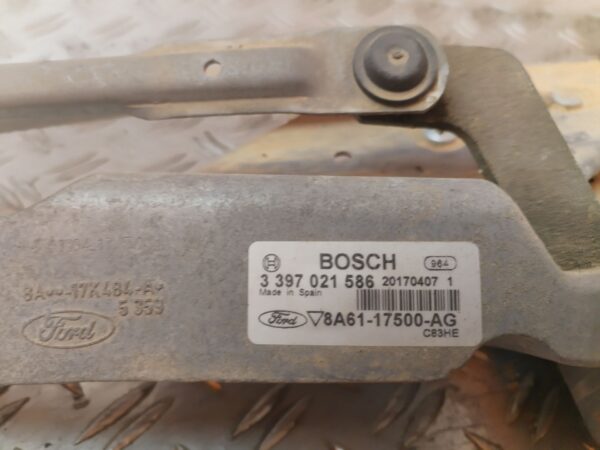 BOSCH 964
3 397 021 586 20170407 1
Made in Spain
Ford 8A61-17500-AG
C83HE
17K484-A
5 359
Ford